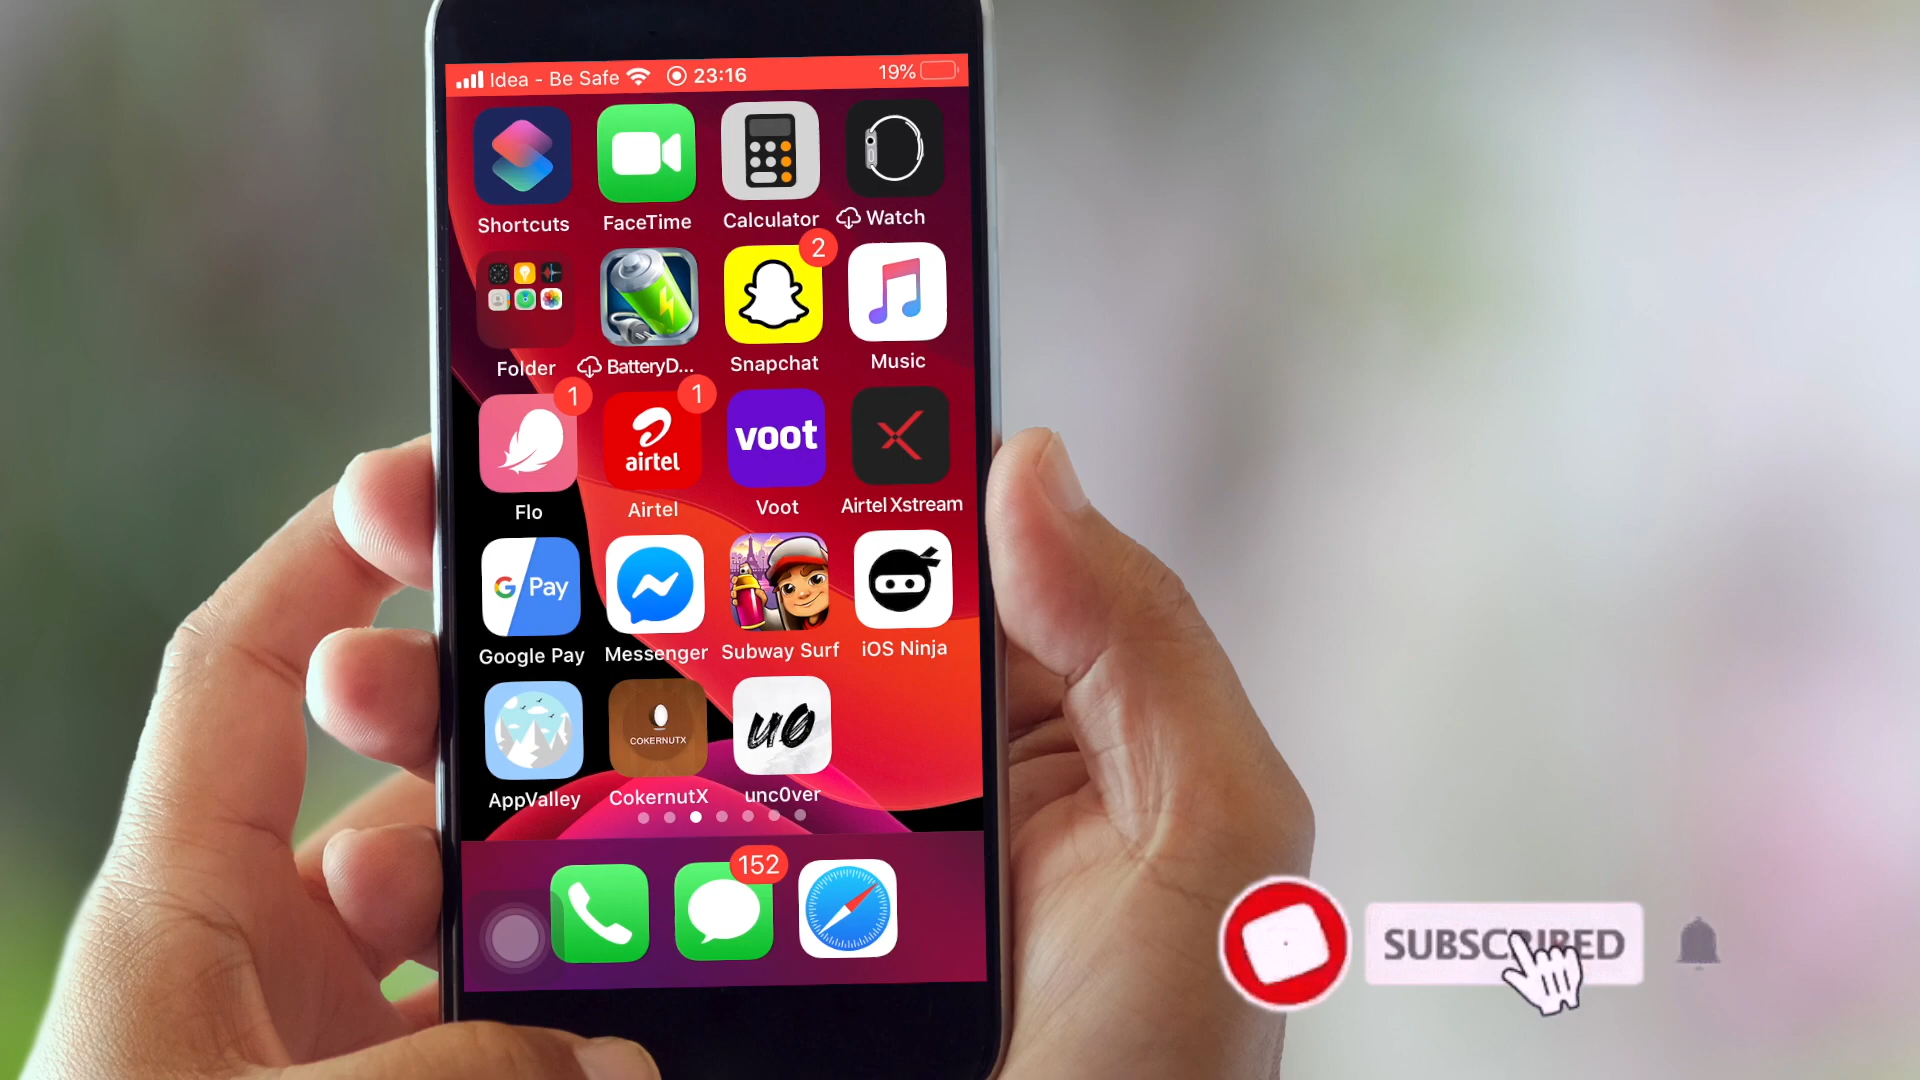 Idea - Be Safe 23:16 19%
Shortcuts FaceTime Calculator Watch
2
Folder BatteryD... Snapchat Music
1 1
airtel voot
Flo Airtel Voot Airtel Xstream
G Pay
Google Pay Messenger Subway Surf iOS Ninja
COKERNUTX u0
AppValley CokernutX unc0ver
152
SUBSCRIBED